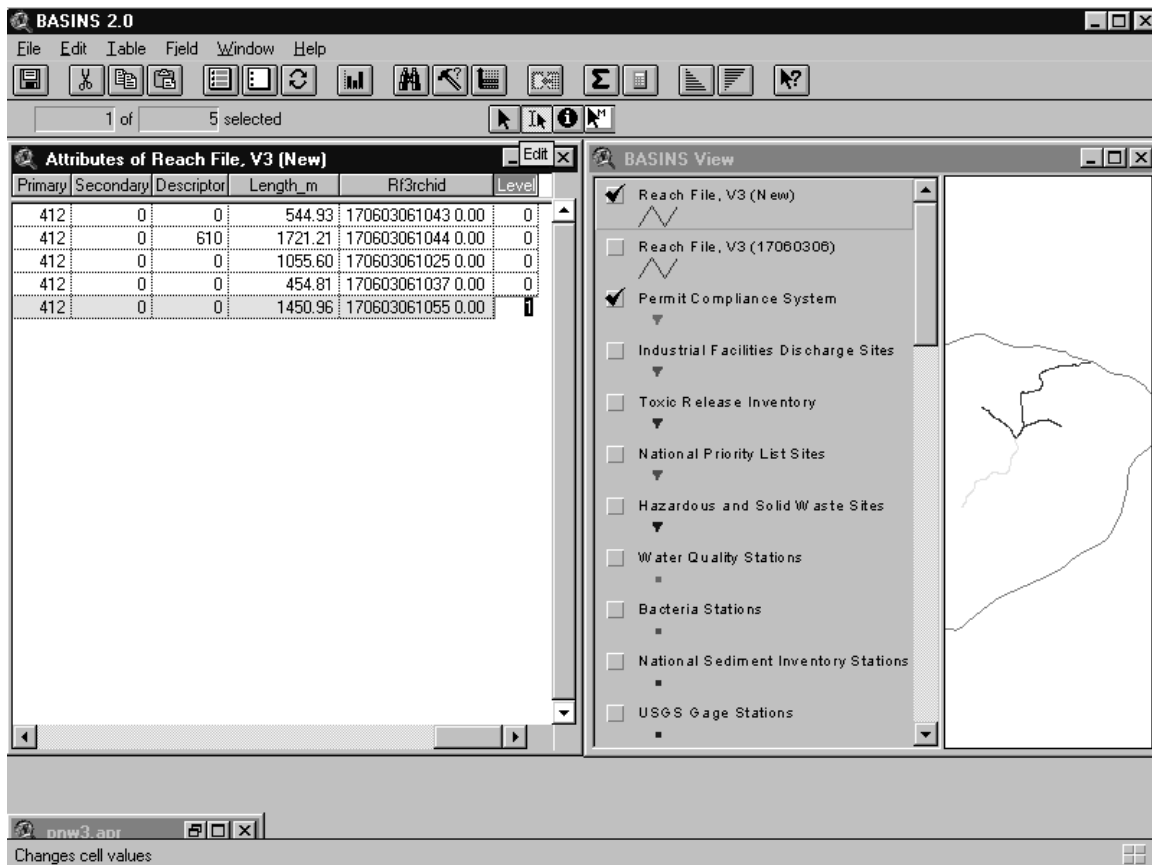 BASINS 2.0
File Edit Table Field Window Help
1 of 5 selected
Edit
Attributes of Reach File, V3 (New)
Primary Secondary Descriptor Length_m Rf3rchid Level
412 0 0 544.93 170603061043 0.00 0
412 0 610 1721.21 170603061044 0.00 0
412 0 0 1055.60 170603061025 0.00 0
412 0 0 454.81 170603061037 0.00 0
412 0 0 1450.96 170603061055 0.00 1
BASINS View
Reach File, V3 (New)
Reach File, V3 (17060306)
Permit Compliance System
Industrial Facilities Discharge Sites
Toxic Release Inventory
National Priority List Sites
Hazardous and Solid Waste Sites
Water Quality Stations
Bacteria Stations
National Sediment Inventory Stations
USGS Gage Stations
pnw3.apr
Changes cell values